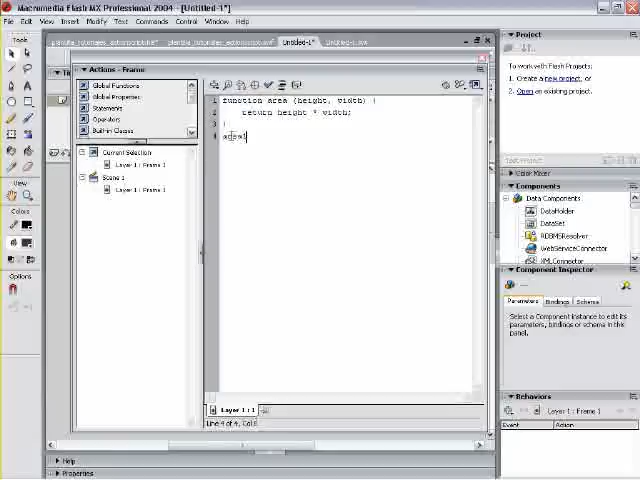 Macromedia Flash MX Professional 2004 - [Untitled-1*]
File Edit View Insert Modify Text Commands Control Window Help
Tools
View
Colors
Options
Untitled-1*
Actions - Frame
Global Functions
Global Properties
Statements
Operators
Built-in Classes
Current Selection
Layer 1 : Frame 1
Scene 1
Layer 1 : Frame 1
1 function area (height, width) {
2 return height * width;
3 }
4
Layer 1 : 1
Line 4 of 4, Col
Help
Properties
Project
To work with Flash Projects:
1. Create a new project, or
2. Open an existing project.
Test Project
Color Mixer
Components
Data Components
DataHolder
DataSet
RDBMSResolver
WebServiceConnector
XMLConnector
Component Inspector
Parameters Bindings Schema
Select a Component instance to edit its
parameters, bindings or schema in this
panel.
Behaviors
Layer 1 : Frame 1
Event Action